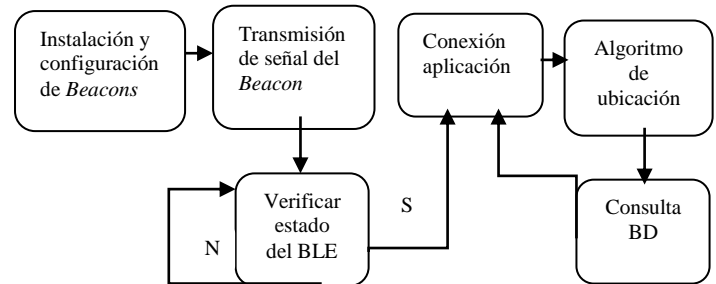 Instalación y
configuración
de Beacons
Transmisión
de señal del
Beacon
Conexión
aplicación
Algoritmo
de
ubicación
Verificar
estado
del BLE
N
S
Consulta
BD